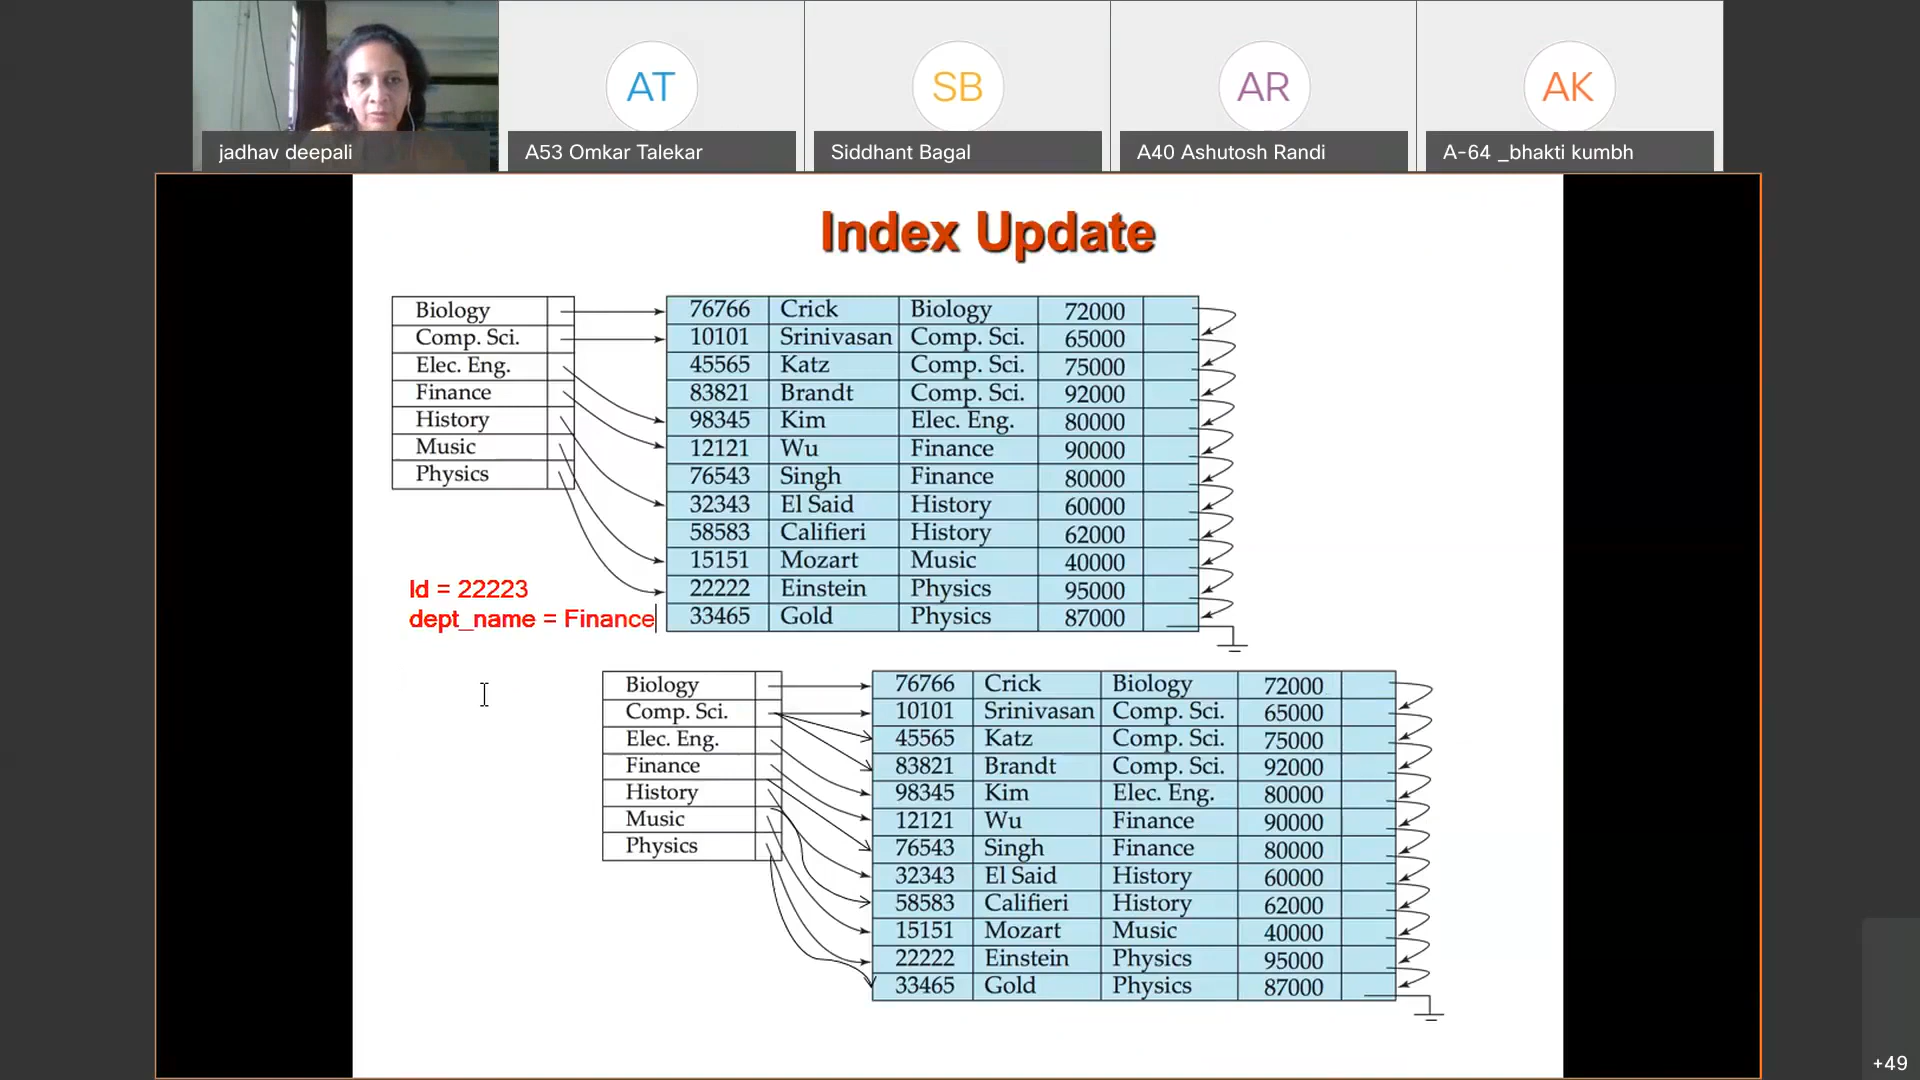 AT
SB
AR
AK
jadhav deepali
A53 Omkar Talekar
Siddhant Bagal
A40 Ashutosh Randi
A-64 _bhakti kumbh
Index Update
Biology
Comp. Sci.
Elec. Eng.
Finance
History
Music
Physics
76766 Crick Biology 72000
10101 Srinivasan Comp. Sci. 65000
45565 Katz Comp. Sci. 75000
83821 Brandt Comp. Sci. 92000
98345 Kim Elec. Eng. 80000
12121 Wu Finance 90000
76543 Singh Finance 80000
32343 El Said History 60000
58583 Califieri History 62000
15151 Mozart Music 40000
22222 Einstein Physics 95000
33465 Gold Physics 87000
Id = 22223
dept_name = Finance
Biology
Comp. Sci.
Elec. Eng.
Finance
History
Music
Physics
76766 Crick Biology 72000
10101 Srinivasan Comp. Sci. 65000
45565 Katz Comp. Sci. 75000
83821 Brandt Comp. Sci. 92000
98345 Kim Elec. Eng. 80000
12121 Wu Finance 90000
76543 Singh Finance 80000
32343 El Said History 60000
58583 Califieri History 62000
15151 Mozart Music 40000
22222 Einstein Physics 95000
33465 Gold Physics 87000
+49